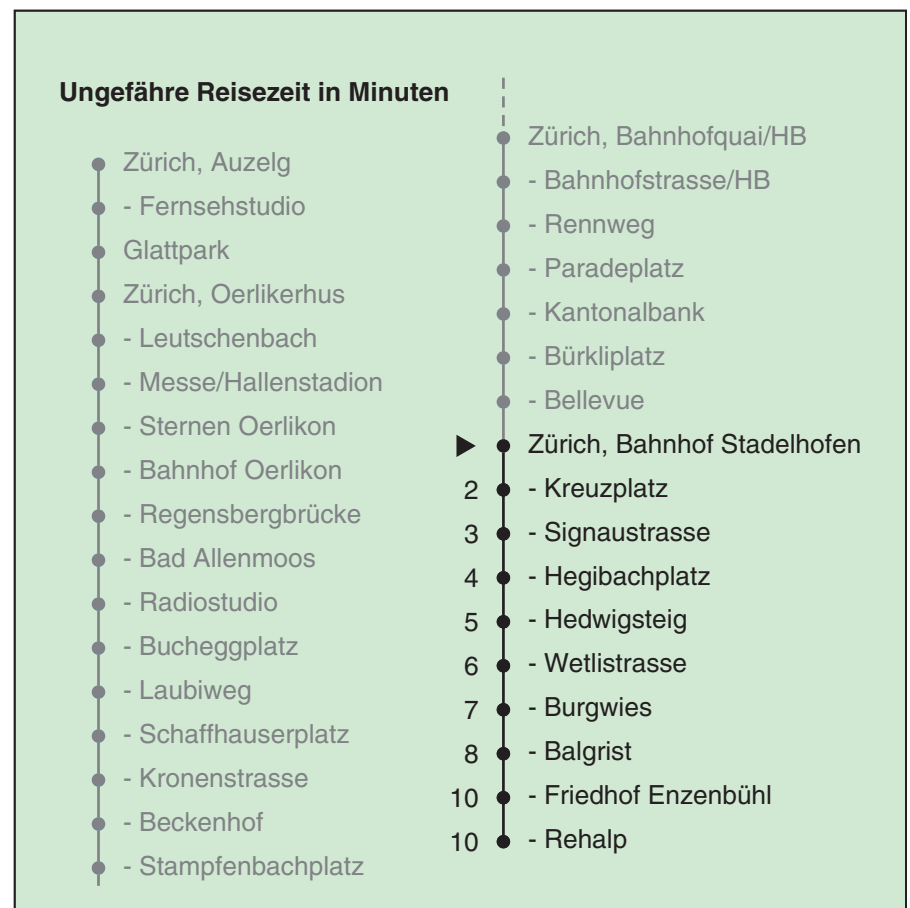 Ungefähre Reisezeit in Minuten
Zürich, Auzelg
- Fernsehstudio
Glattpark
Zürich, Oerlikerhus
- Leutschenbach
- Messe/Hallenstadion
- Sternen Oerlikon
- Bahnhof Oerlikon
- Regensbergbrücke
- Bad Allenmoos
- Radiostudio
- Bucheggplatz
- Laubiweg
- Schaffhauserplatz
- Kronenstrasse
- Beckenhof
- Stampfenbachplatz
Zürich, Bahnhofquai/HB
- Bahnhofstrasse/HB
- Rennweg
- Paradeplatz
- Kantonalbank
- Bürkliplatz
- Bellevue
Zürich, Bahnhof Stadelhofen
2 - Kreuzplatz
3 - Signaustrasse
4 - Hegibachplatz
5 - Hedwigsteig
6 - Wetlistrasse
7 - Burgwies
8 - Balgrist
10 - Friedhof Enzenbühl
10 - Rehalp